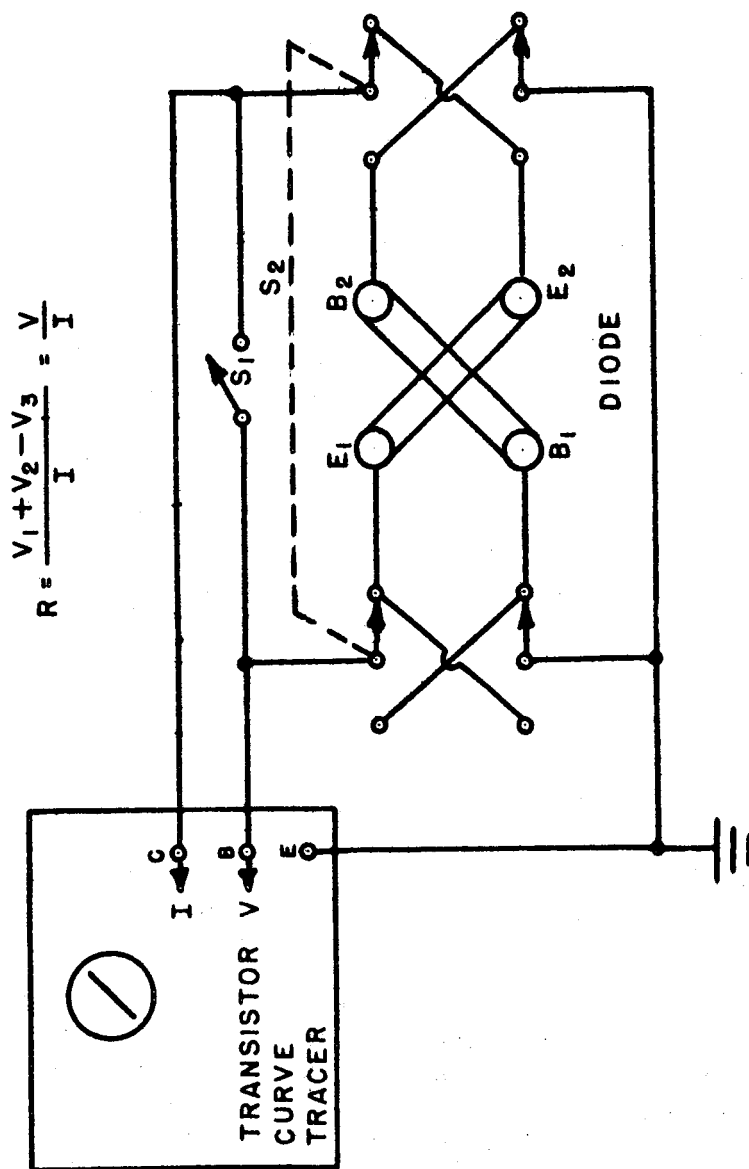 R = V₁ + V₂ − V₃ / I = V / I
TRANSISTOR
CURVE
TRACER
I
C
V
B
E
S₁
S₂
E₁
B₂
B₁
E₂
DIODE